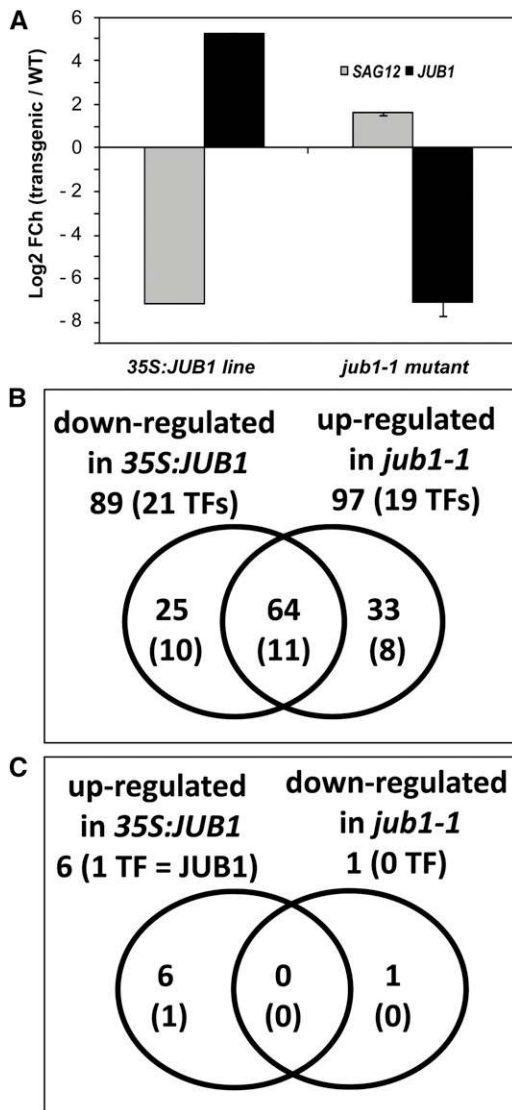 A
6
4
2
0
- 2
- 4
- 6
- 8
Log2 FCh (transgenic / WT)
SAG12 JUB1
35S:JUB1 line
jub1-1 mutant
B
down-regulated
in 35S:JUB1
89 (21 TFs)
up-regulated
in jub1-1
97 (19 TFs)
25
(10)
64
(11)
33
(8)
C
up-regulated
in 35S:JUB1
6 (1 TF = JUB1)
down-regulated
in jub1-1
1 (0 TF)
6
(1)
0
(0)
1
(0)